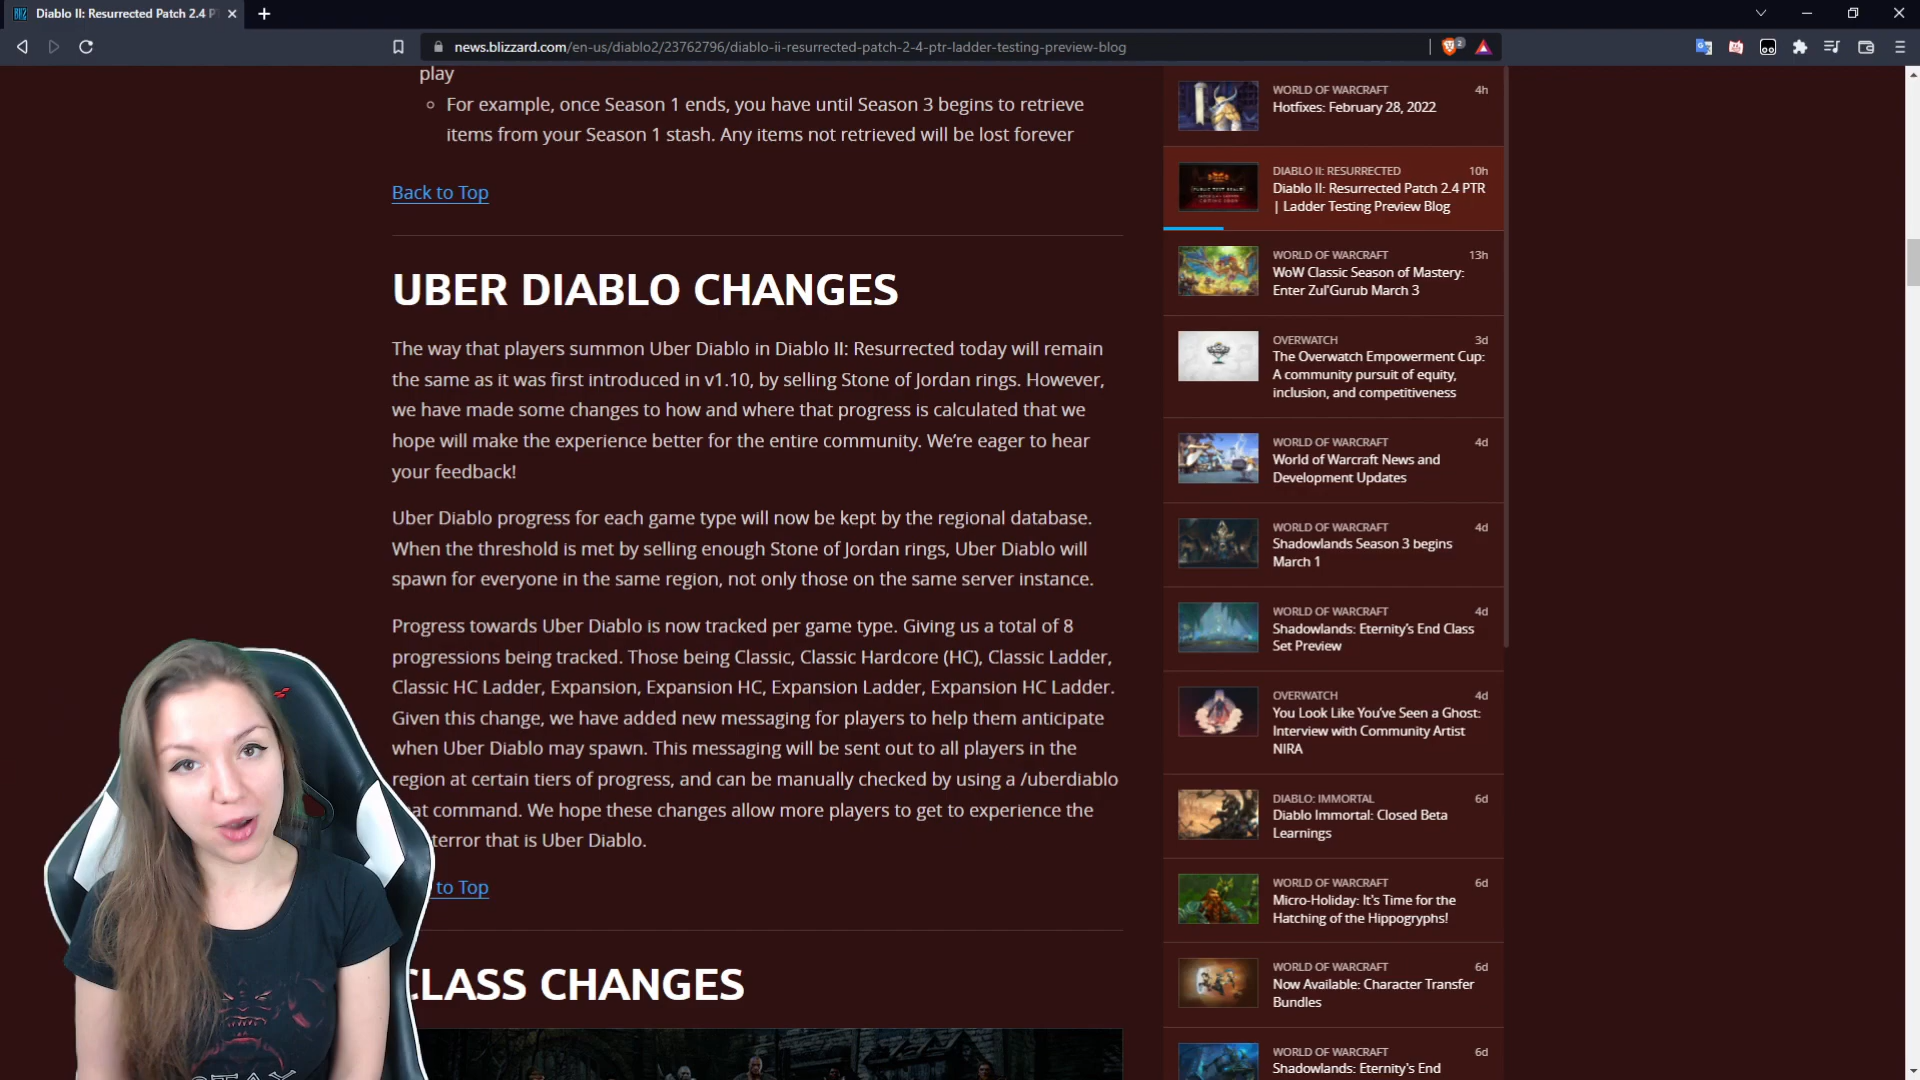 Diablo II: Resurrected Patch 2.4 P
news.blizzard.com/en-us/diablo2/23762796/diablo-ii-resurrected-patch-2-4-ptr-ladder-testing-preview-blog
2
play
For example, once Season 1 ends, you have until Season 3 begins to retrieve
items from your Season 1 stash. Any items not retrieved will be lost forever
Back to Top
UBER DIABLO CHANGES
The way that players summon Uber Diablo in Diablo II: Resurrected today will remain
the same as it was first introduced in v1.10, by selling Stone of Jordan rings. However,
we have made some changes to how and where that progress is calculated that we
hope will make the experience better for the entire community. We’re eager to hear
your feedback!
Uber Diablo progress for each game type will now be kept by the regional database.
When the threshold is met by selling enough Stone of Jordan rings, Uber Diablo will
spawn for everyone in the same region, not only those on the same server instance.
Progress towards Uber Diablo is now tracked per game type. Giving us a total of 8
progressions being tracked. Those being Classic, Classic Hardcore (HC), Classic Ladder,
Classic HC Ladder, Expansion, Expansion HC, Expansion Ladder, Expansion HC Ladder.
Given this change, we have added new messaging for players to help them anticipate
when Uber Diablo may spawn. This messaging will be sent out to all players in the
region at certain tiers of progress, and can be manually checked by using a /uberdiablo
at command. We hope these changes allow more players to get to experience the
terror that is Uber Diablo.
to Top
CLASS CHANGES
STAY
WORLD OF WARCRAFT 4h
Hotfixes: February 28, 2022
DIABLO II: RESURRECTED 10h
Diablo II: Resurrected Patch 2.4 PTR
| Ladder Testing Preview Blog
WORLD OF WARCRAFT 13h
WoW Classic Season of Mastery:
Enter Zul'Gurub March 3
OVERWATCH 3d
The Overwatch Empowerment Cup:
A community pursuit of equity,
inclusion, and competitiveness
WORLD OF WARCRAFT 4d
World of Warcraft News and
Development Updates
WORLD OF WARCRAFT 4d
Shadowlands Season 3 begins
March 1
WORLD OF WARCRAFT 4d
Shadowlands: Eternity’s End Class
Set Preview
OVERWATCH 4d
You Look Like You’ve Seen a Ghost:
Interview with Community Artist
NIRA
DIABLO: IMMORTAL 6d
Diablo Immortal: Closed Beta
Learnings
WORLD OF WARCRAFT 6d
Micro-Holiday: It's Time for the
Hatching of the Hippogryphs!
WORLD OF WARCRAFT 6d
Now Available: Character Transfer
Bundles
WORLD OF WARCRAFT 6d
Shadowlands: Eternity's End